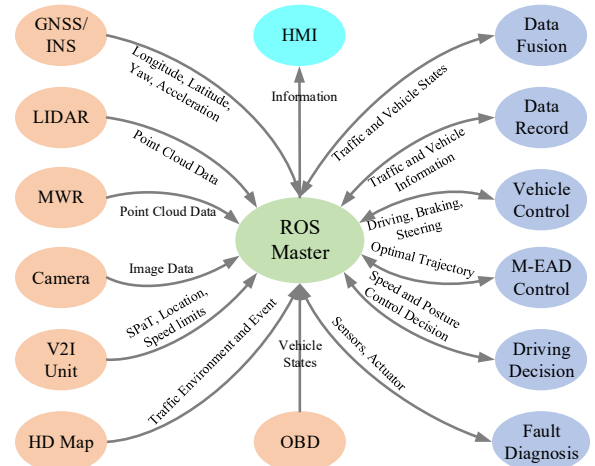 GNSS/
INS
Longitude, Latitude,
Yaw, Acceleration
HMI
Information
Data
Fusion
Traffic and Vehicle States
LIDAR
Point Cloud Data
Data
Record
Traffic and Vehicle
Information
MWR
Point Cloud Data
ROS
Master
Vehicle
Control
Driving, Braking,
Steering
Camera
Image Data
M-EAD
Control
Optimal Trajectory
V2I
Unit
SPaT, Location,
Speed limits
Driving
Decision
Speed and Posture
Control Decision
HD Map
Traffic Environment and Event
OBD
Vehicle
States
Fault
Diagnosis
Sensors, Actuator